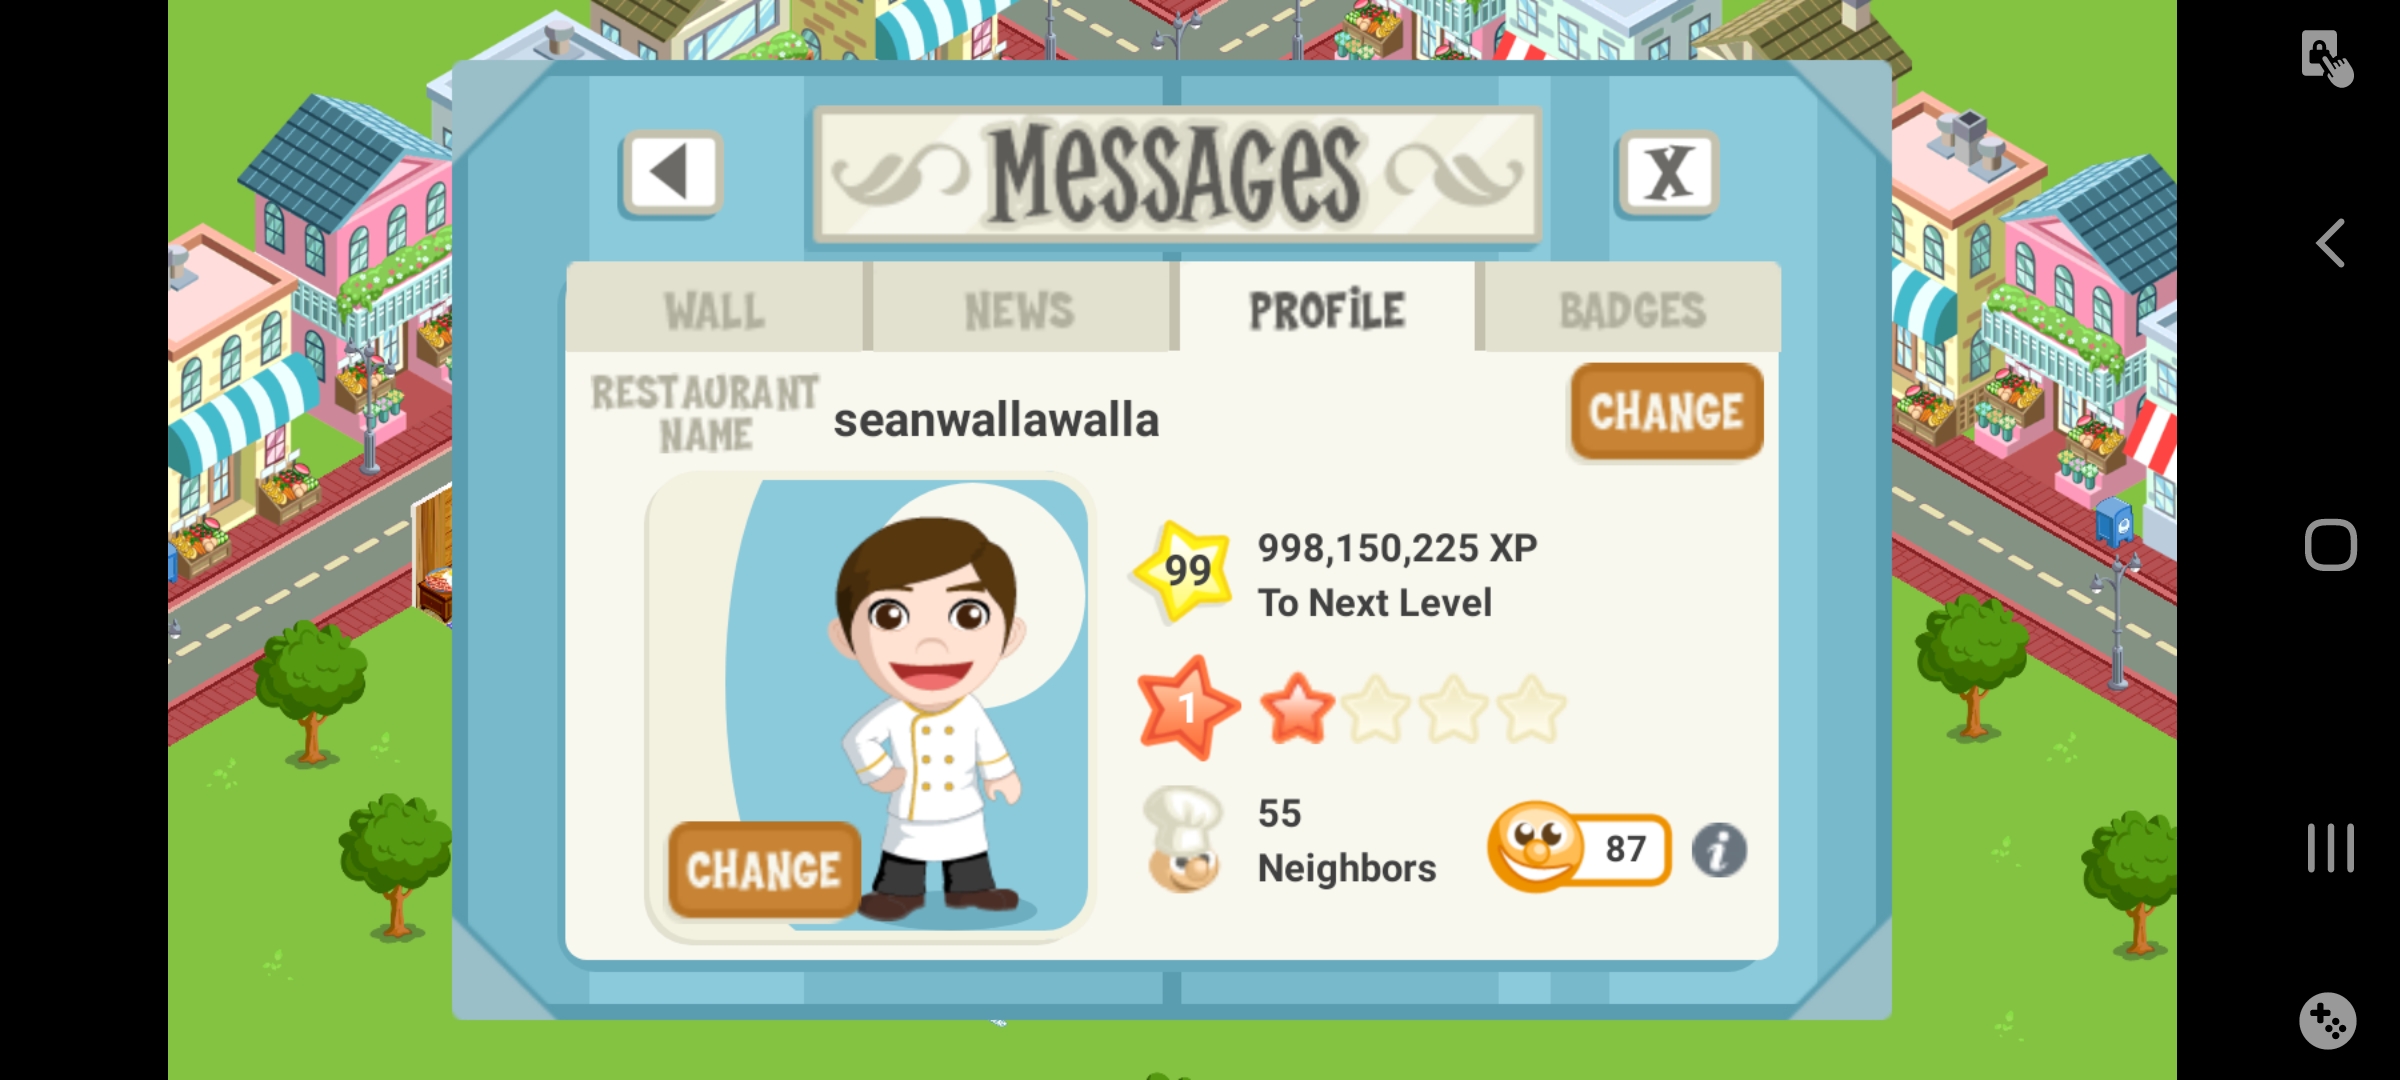 MESSAGES
X
WALL
NEWS
PROFILE
BADGES
RESTAURANT
NAME
seanwallawalla
CHANGE
99
998,150,225 XP
To Next Level
1
55
Neighbors
87
i
CHANGE